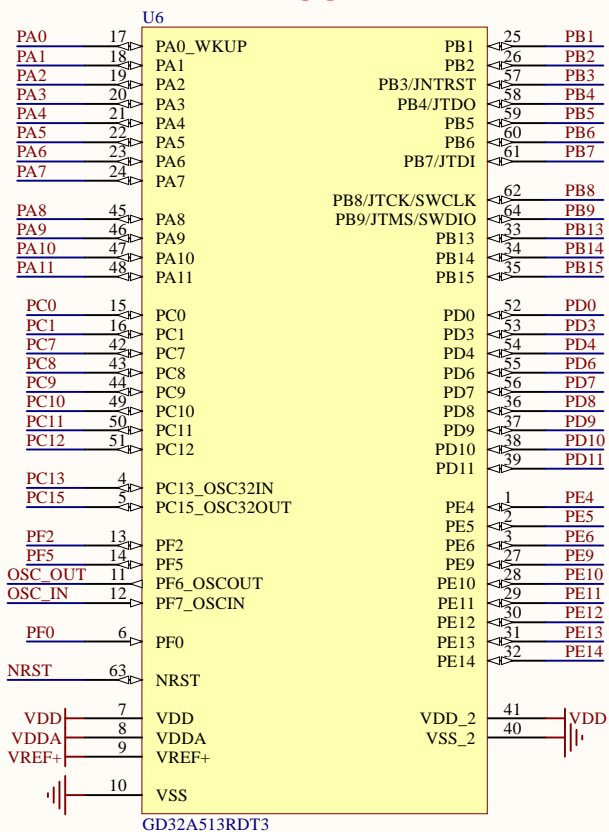 U6
PA0 17 PA0_WKUP PB1 25 PB1
PA1 18 PA1 PB2 26 PB2
PA2 19 PA2 PB3/JNTRST 57 PB3
PA3 20 PA3 PB4/JTDO 58 PB4
PA4 21 PA4 PB5 59 PB5
PA5 22 PA5 PB6 60 PB6
PA6 23 PA6 PB7/JTDI 61 PB7
PA7 24 PA7
PB8/JTCK/SWCLK 62 PB8
PA8 45 PA8 PB9/JTMS/SWDIO 64 PB9
PA9 46 PA9 PB13 33 PB13
PA10 47 PA10 PB14 34 PB14
PA11 48 PA11 PB15 35 PB15
PC0 15 PC0 PD0 52 PD0
PC1 16 PC1 PD3 53 PD3
PC7 42 PC7 PD4 54 PD4
PC8 43 PC8 PD6 55 PD6
PC9 44 PC9 PD7 56 PD7
PC10 49 PC10 PD8 36 PD8
PC11 50 PC11 PD9 37 PD9
PC12 51 PC12 PD10 38 PD10
PD11 39 PD11
PC13 4 PC13_OSC32IN
PC15 5 PC15_OSC32OUT PE4 1 PE4
PE5 2 PE5
PF2 13 PF2 PE6 3 PE6
PF5 14 PF5 PE9 27 PE9
OSC_OUT 11 PF6_OSCOUT PE10 28 PE10
OSC_IN 12 PF7_OSCIN PE11 29 PE11
PE12 30 PE12
PF0 6 PF0 PE13 31 PE13
PE14 32 PE14
NRST 63 NRST
VDD 7 VDD VDD_2 41 VDD
VDDA 8 VDDA VSS_2 40
VREF+ 9 VREF+
10 VSS
GD32A513RDT3